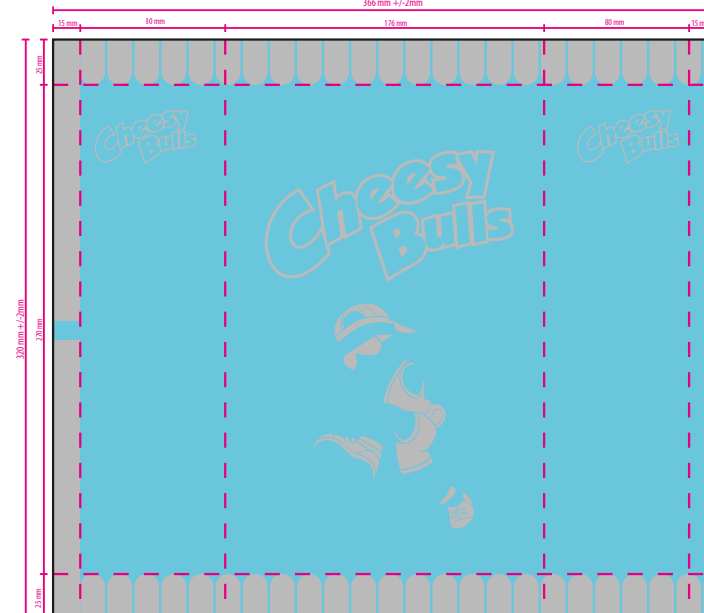 366 mm +/-2mm
15 mm
30 mm
176 mm
80 mm
15 m
25 mm
Cheesy
Bulls
Cheesy
Bulls
Cheesy
Bulls
320 mm +/-2mm
270 mm
25 mm